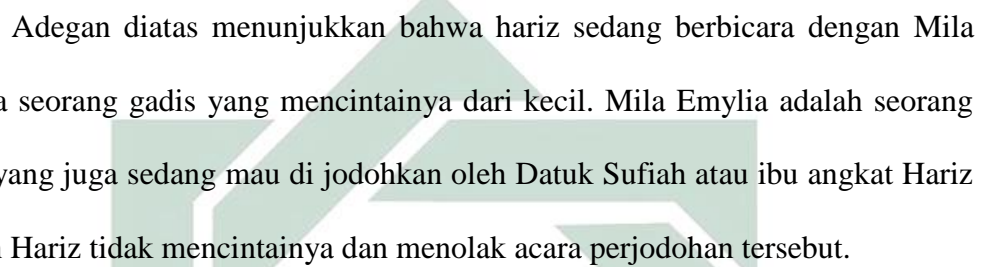 Adegan diatas menunjukkan bahwa hariz sedang berbicara dengan Mila
seorang gadis yang mencintainya dari kecil. Mila Emylia adalah seorang
yang juga sedang mau di jodohkan oleh Datuk Sufiah atau ibu angkat Hariz
Hariz tidak mencintainya dan menolak acara perjodohan tersebut.